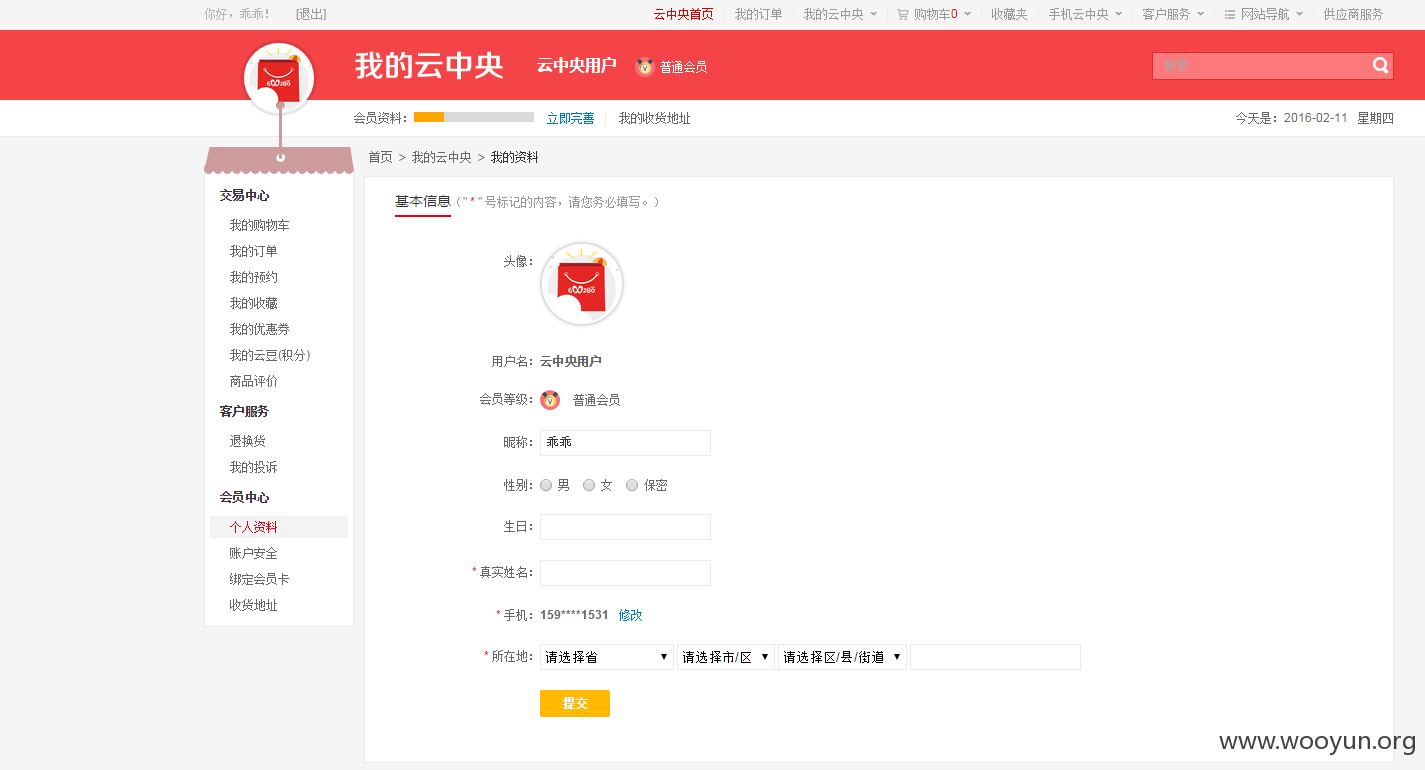 你好，乖乖！ [退出] 云中央首页 我的订单 我的云中央 购物车0 收藏夹 手机云中央 客户服务 网站导航 供应商服务
我的云中央 云中央用户 普通会员 搜索
会员资料： 立即完善 我的收货地址 今天是：2016-02-11 星期四
首页 > 我的云中央 > 我的资料
交易中心
我的购物车
我的订单
我的预约
我的收藏
我的优惠券
我的云豆(积分)
商品评价
客户服务
退换货
我的投诉
会员中心
个人资料
账户安全
绑定会员卡
收货地址
基本信息（" * " 号标记的内容，请您务必填写。）
头像：
600280
用户名：云中央用户
会员等级： 普通会员
昵称：乖乖
性别： 男 女 保密
生日：
* 真实姓名：
* 手机：159****1531 修改
* 所在地：请选择省 请选择市/区 请选择区/县/街道
提交
www.wooyun.org